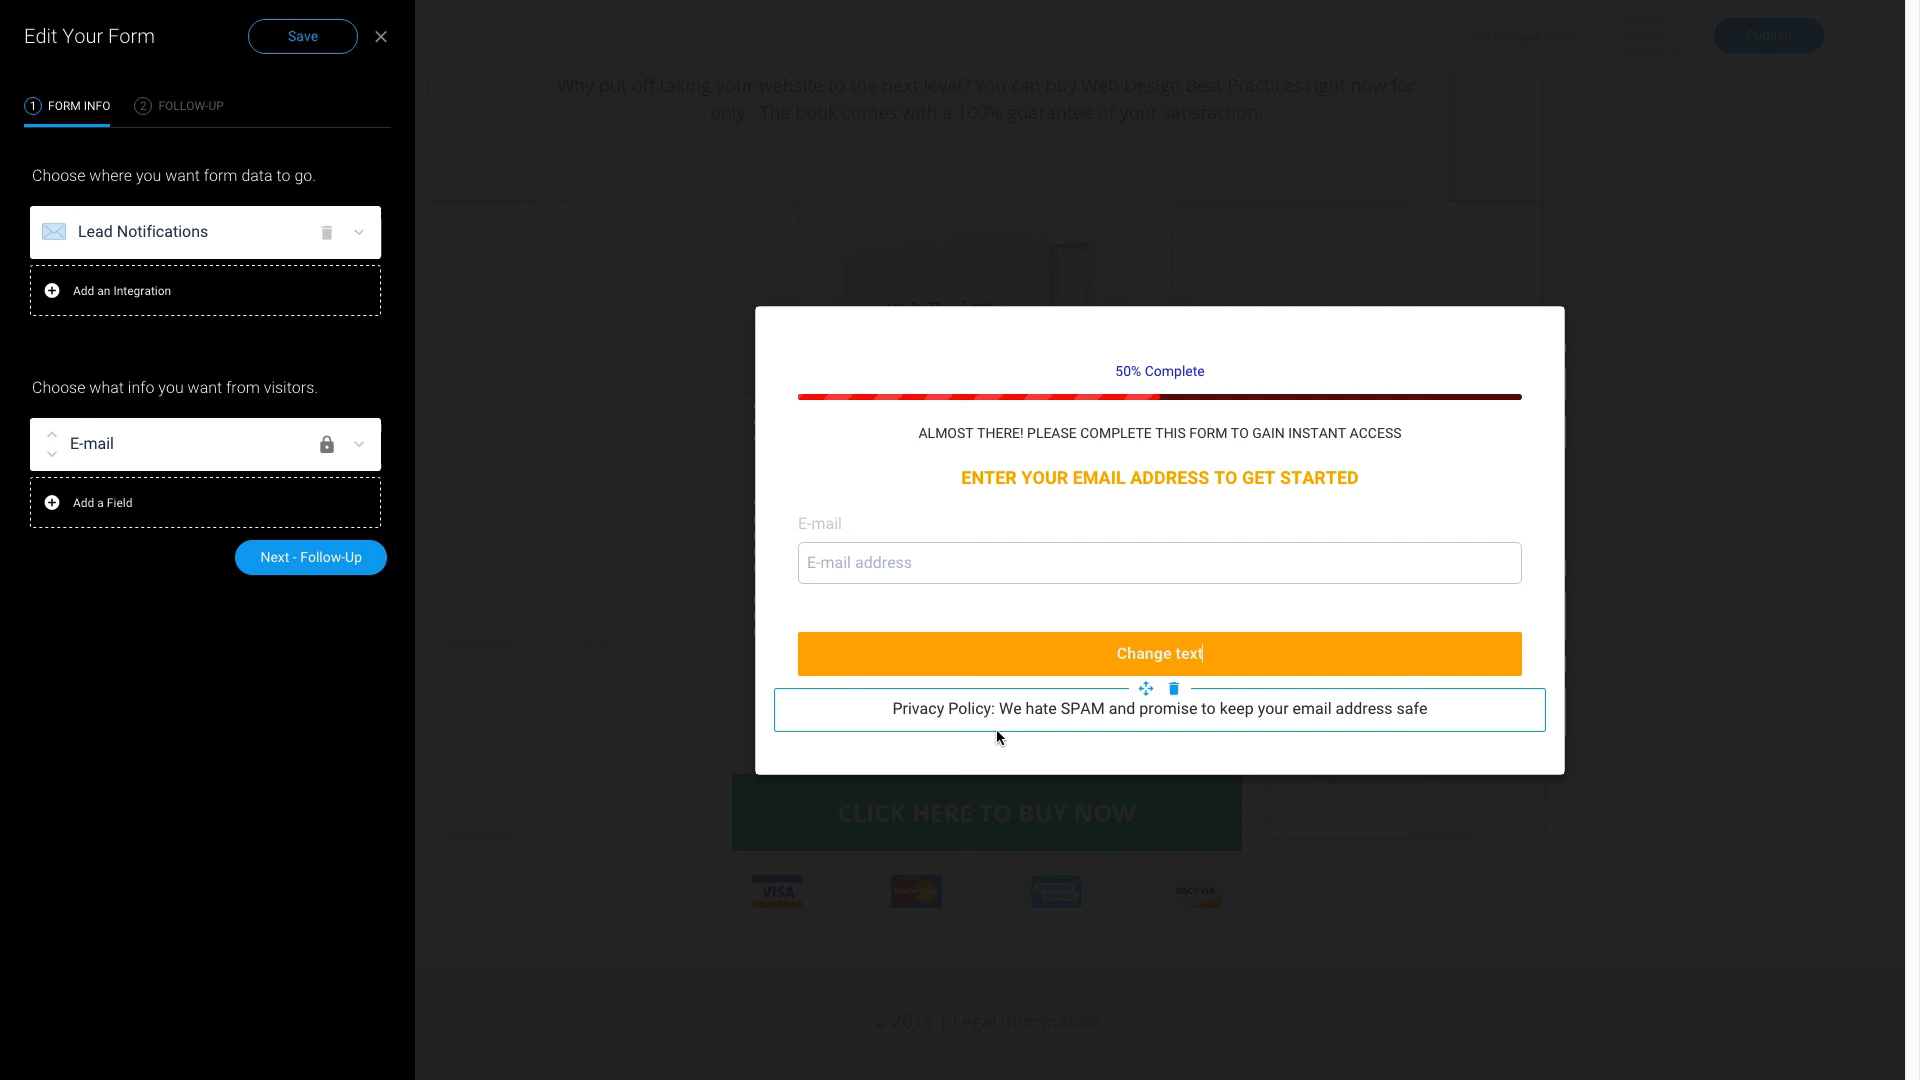 Edit Your Form
Save
1 FORM INFO
2 FOLLOW-UP
Choose where you want form data to go.
Lead Notifications
Add an Integration
Choose what info you want from visitors.
E-mail
Add a Field
Next - Follow-Up
Publish
Why put off taking your website to the next level? You can buy Web Design Best Practices right now for
only . The book comes with a 100% guarantee of your satisfaction.
50% Complete
ALMOST THERE! PLEASE COMPLETE THIS FORM TO GAIN INSTANT ACCESS
ENTER YOUR EMAIL ADDRESS TO GET STARTED
E-mail
E-mail address
Change text
Privacy Policy: We hate SPAM and promise to keep your email address safe
CLICK HERE TO BUY NOW
VISA
MasterCard
DISCOVER
© 2015 | Legal Information